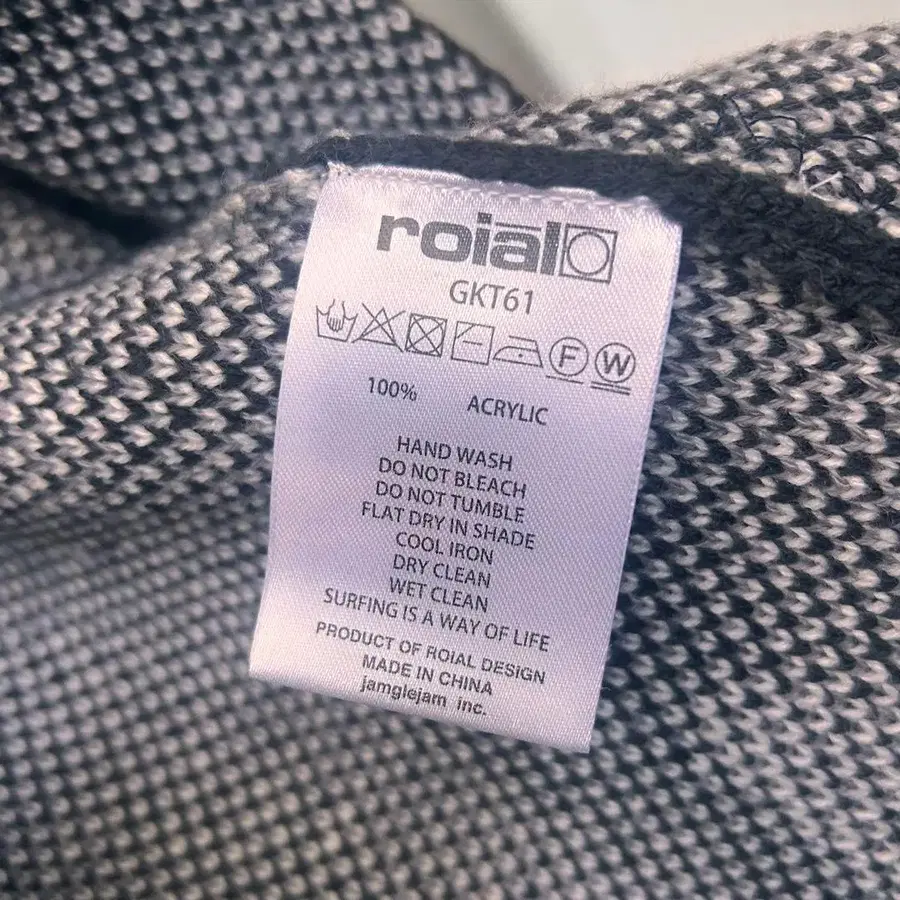 roial
GKT61
F W
100% ACRYLIC
HAND WASH
DO NOT BLEACH
DO NOT TUMBLE
FLAT DRY IN SHADE
COOL IRON
DRY CLEAN
WET CLEAN
SURFING IS A WAY OF LIFE
PRODUCT OF ROIAL DESIGN
MADE IN CHINA
jamglejam inc.